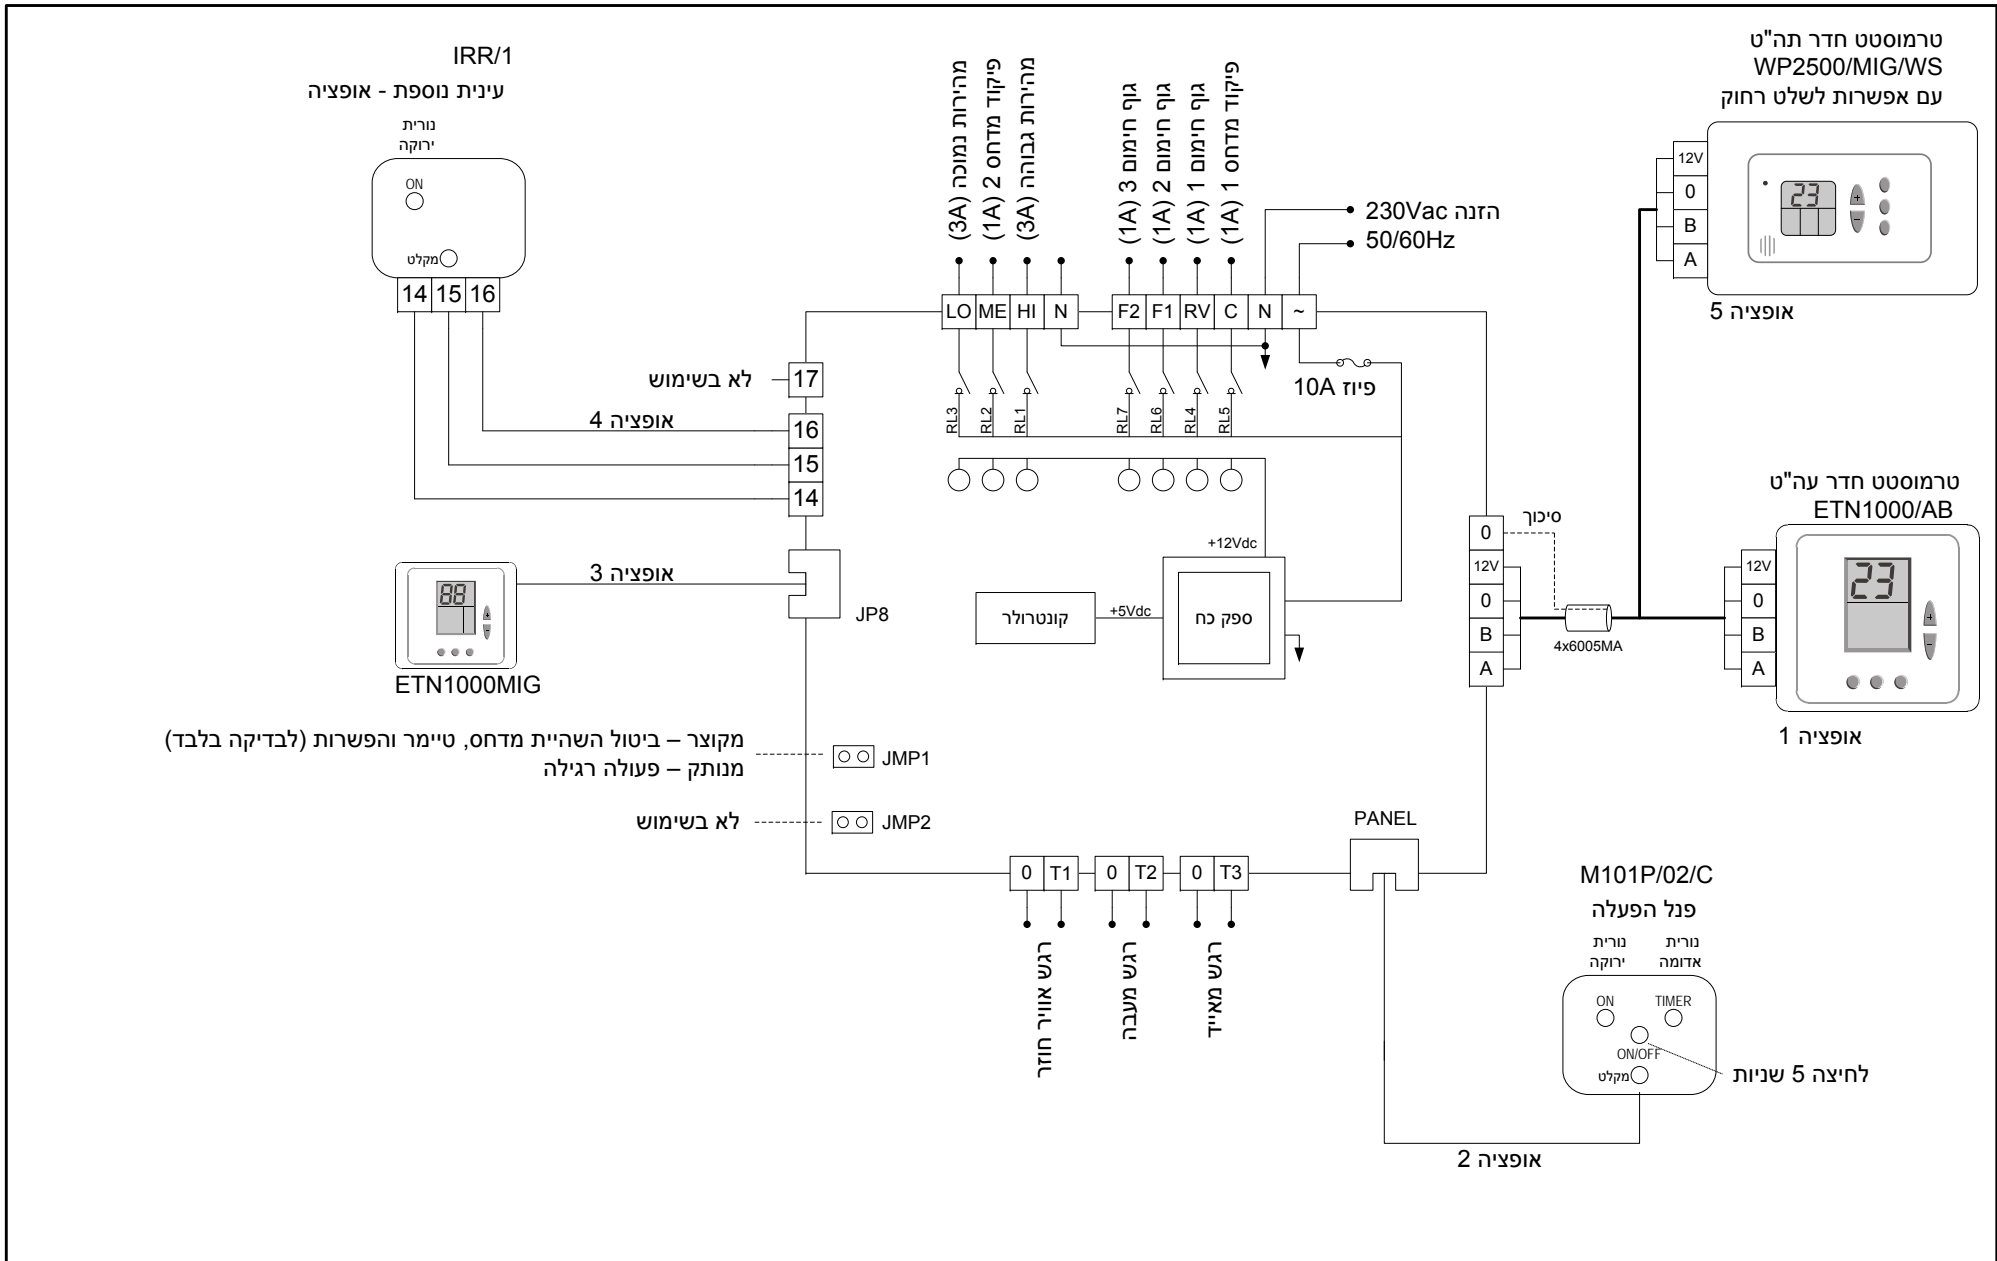 IRR/1
עינית נוספת - אופציה
נורית
ירוקה
ON
מקלט
14 15 16
מהירות נמוכה (3A)
פיקוד מדחס 2 (1A)
מהירות גבוהה (3A)
גוף חימום 3 (1A)
גוף חימום 2 (1A)
גוף חימום 1 (1A)
פיקוד מדחס 1 (1A)
הזנה 230Vac
50/60Hz
LO ME HI N
F2 F1 RV C N ~
פיוז 10A
RL3 RL2 RL1 RL7 RL6 RL4 RL5
טרמוסטט חדר תה"ט
WP2500/MIG/WS
עם אפשרות לשלט רחוק
12V
0
B
A
23
+
−
אופציה 5
לא בשימוש
17
אופציה 4
16
15
14
אופציה 3
JP8
88
+
−
ETN1000MIG
+12Vdc
קונטרולר
+5Vdc
ספק כח
0
12V
0
B
A
סיכוך
4x6005MA
טרמוסטט חדר עה"ט
ETN1000/AB
12V
0
B
A
23
+
−
אופציה 1
מקוצר – ביטול השהיית מדחס, טיימר והפשרות (לבדיקה בלבד)
מנותק – פעולה רגילה
JMP1
לא בשימוש
JMP2
0 T1
0 T2
0 T3
רגש אוויר חוזר
רגש מעבה
רגש מאייד
PANEL
M101P/02/C
פנל הפעלה
נורית
ירוקה
נורית
אדומה
ON
TIMER
ON/OFF
מקלט
לחיצה 5 שניות
אופציה 2